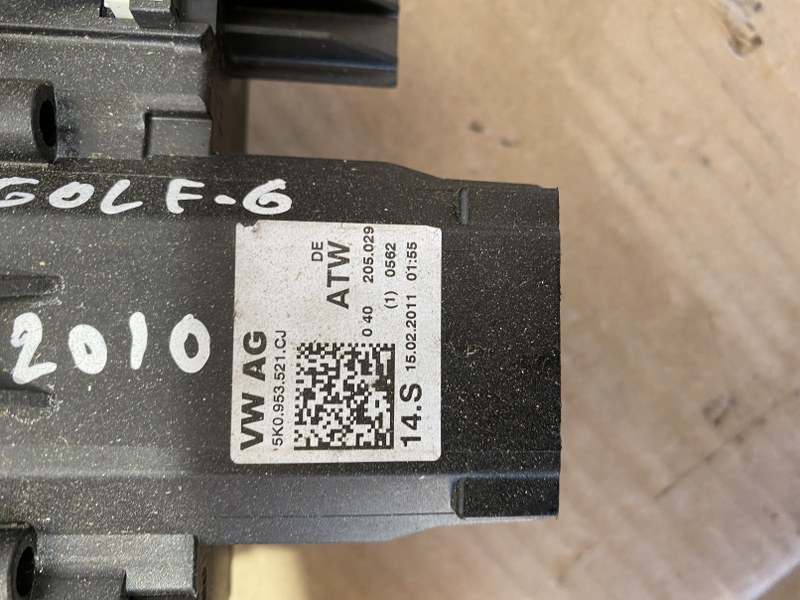 GOLF-6
2010
VW AG
5K0.953.521.CJ
DE
ATW
0 40 205.029
(1) 0562
14.S 15.02.2011 01:55